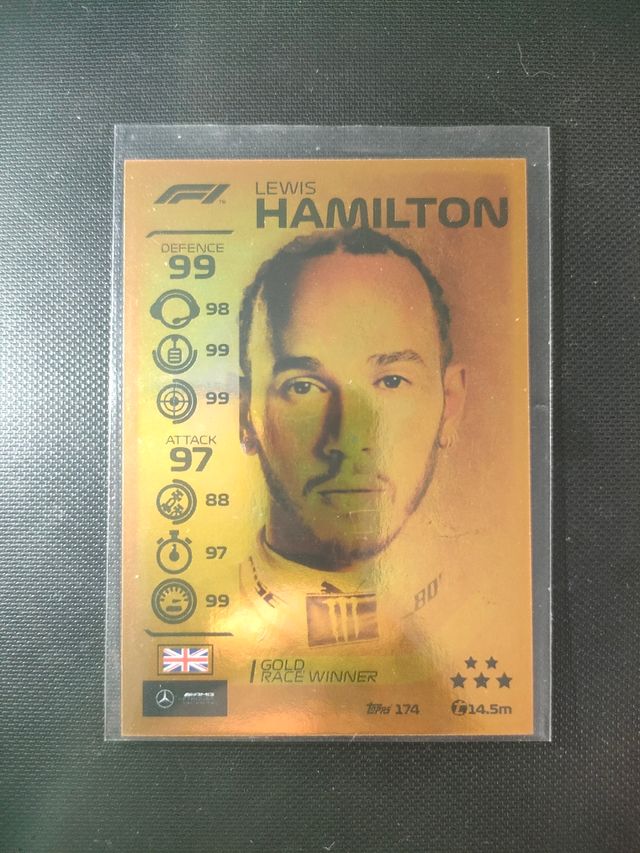 F1
LEWIS
HAMILTON
DEFENCE
99
98
99
99
ATTACK
97
88
97
99
GOLD
RACE WINNER
AMG
Topps 174
14.5m